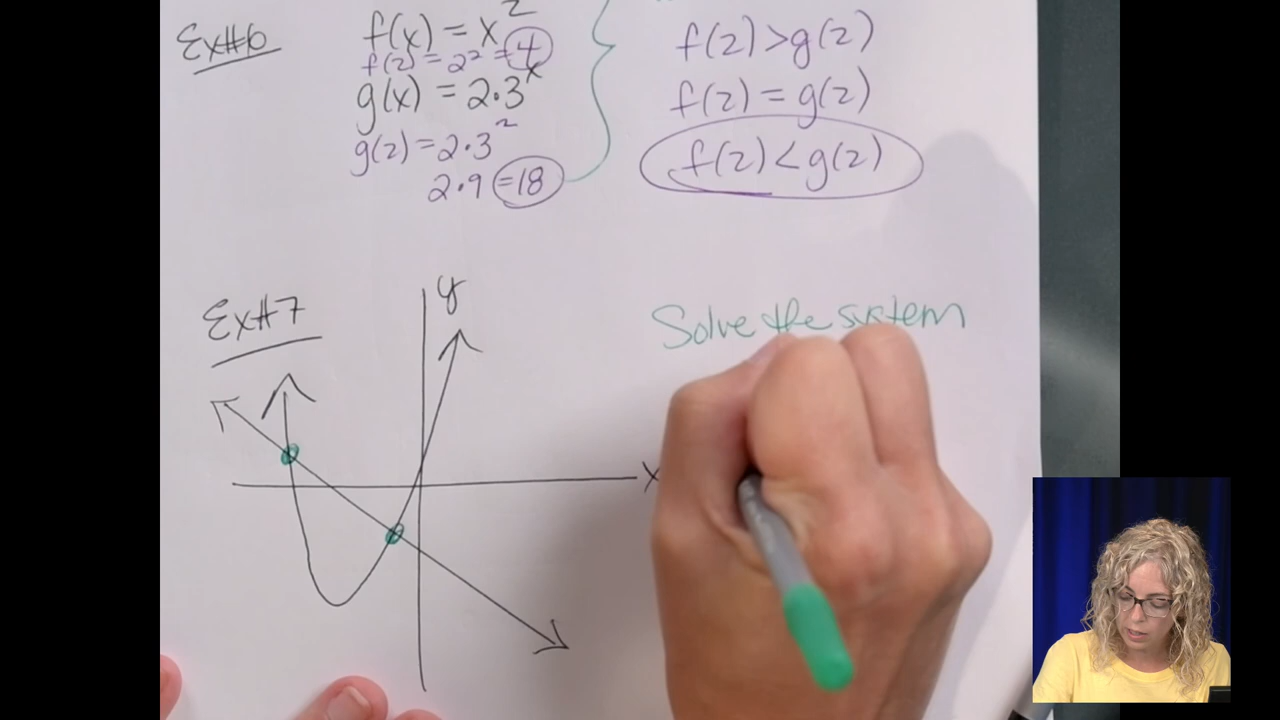 Ex#6
f(x) = x²
f(2) = 2² = 4
g(x) = 2·3ˣ
g(2) = 2·3²
2·9 = 18
f(2) > g(2)
f(2) = g(2)
f(2) < g(2)
Ex#7
y
x
Solve the system